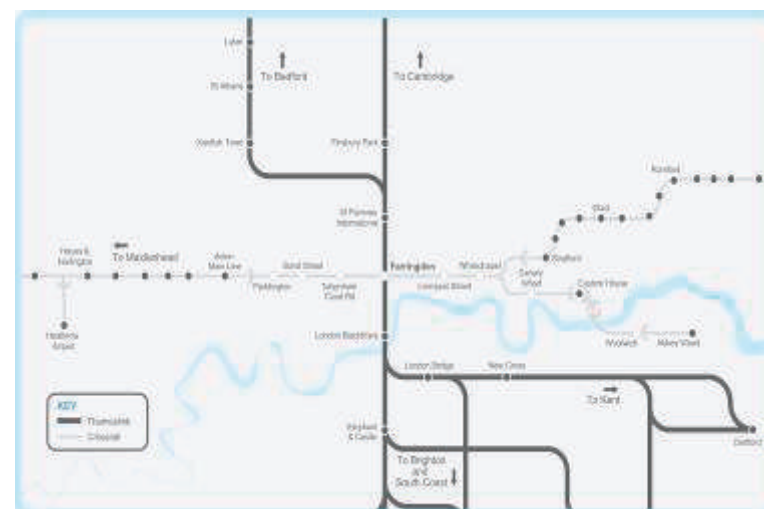 Luton
To Bedford
To Cambridge
St Albans
Kentish Town
Finsbury Park
St Pancras
International
Romford
Ilford
Hayes &
Harlington
To Maidenhead
Acton
Main Line
Bond Street
Farringdon
Whitechapel
Stratford
Paddington
Tottenham
Court Rd
Liverpool Street
Canary
Wharf
Custom House
Heathrow
Airport
London Blackfriars
Woolwich
Abbey Wood
London Bridge
New Cross
To Kent
KEY
Thameslink
Crossrail
Elephant
& Castle
Dartford
To Brighton
and
South Coast